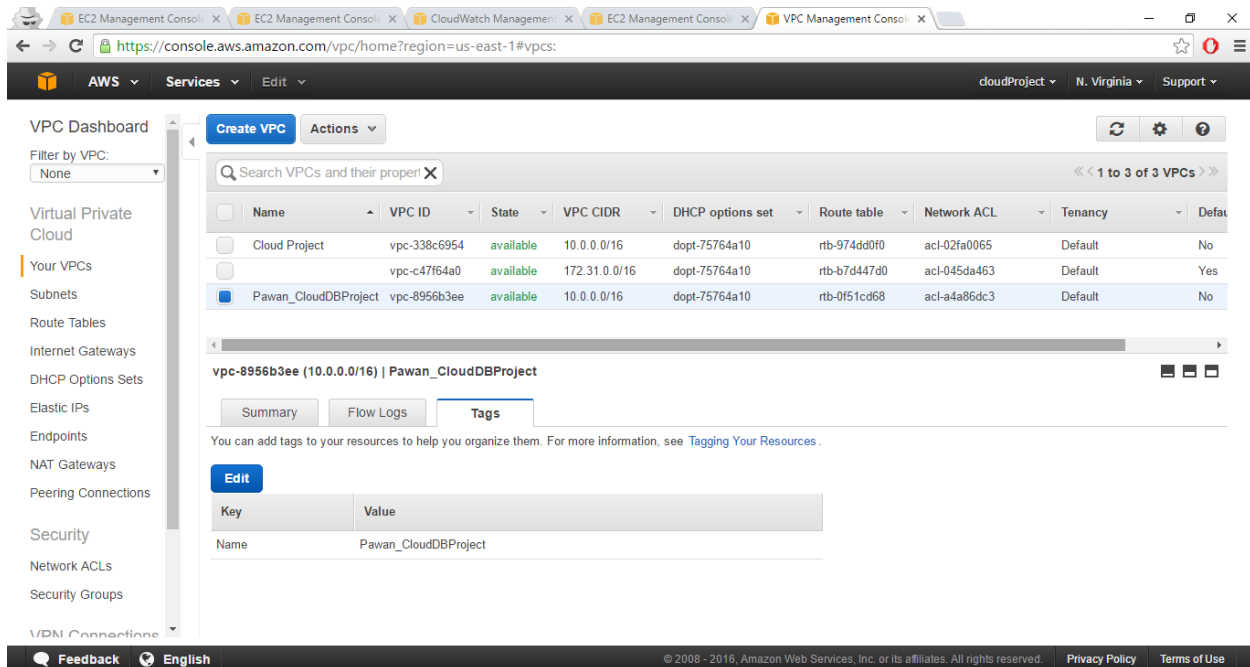 EC2 Management Consol EC2 Management Consol CloudWatch Management EC2 Management Consol VPC Management Consol
https://console.aws.amazon.com/vpc/home?region=us-east-1#vpcs:
AWS Services Edit cloudProject N. Virginia Support
VPC Dashboard
Filter by VPC:
None
Virtual Private
Cloud
Your VPCs
Subnets
Route Tables
Internet Gateways
DHCP Options Sets
Elastic IPs
Endpoints
NAT Gateways
Peering Connections
Security
Network ACLs
Security Groups
VPN Connections
Create VPC Actions
Search VPCs and their propert 1 to 3 of 3 VPCs
Name VPC ID State VPC CIDR DHCP options set Route table Network ACL Tenancy Defau
Cloud Project vpc-338c6954 available 10.0.0.0/16 dopt-75764a10 rtb-974dd0f0 acl-02fa0065 Default No
vpc-c47f64a0 available 172.31.0.0/16 dopt-75764a10 rtb-b7d447d0 acl-045da463 Default Yes
Pawan_CloudDBProject vpc-8956b3ee available 10.0.0.0/16 dopt-75764a10 rtb-0f51cd68 acl-a4a86dc3 Default No
vpc-8956b3ee (10.0.0.0/16) | Pawan_CloudDBProject
Summary Flow Logs Tags
You can add tags to your resources to help you organize them. For more information, see Tagging Your Resources.
Edit
Key Value
Name Pawan_CloudDBProject
Feedback English © 2008 - 2016, Amazon Web Services, Inc. or its affiliates. All rights reserved. Privacy Policy Terms of Use